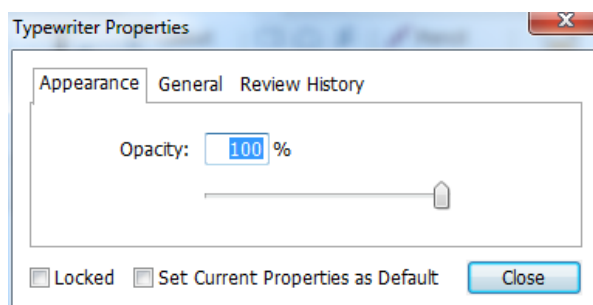 Typewriter Properties
Appearance General Review History
Opacity: 100 %
Locked Set Current Properties as Default Close